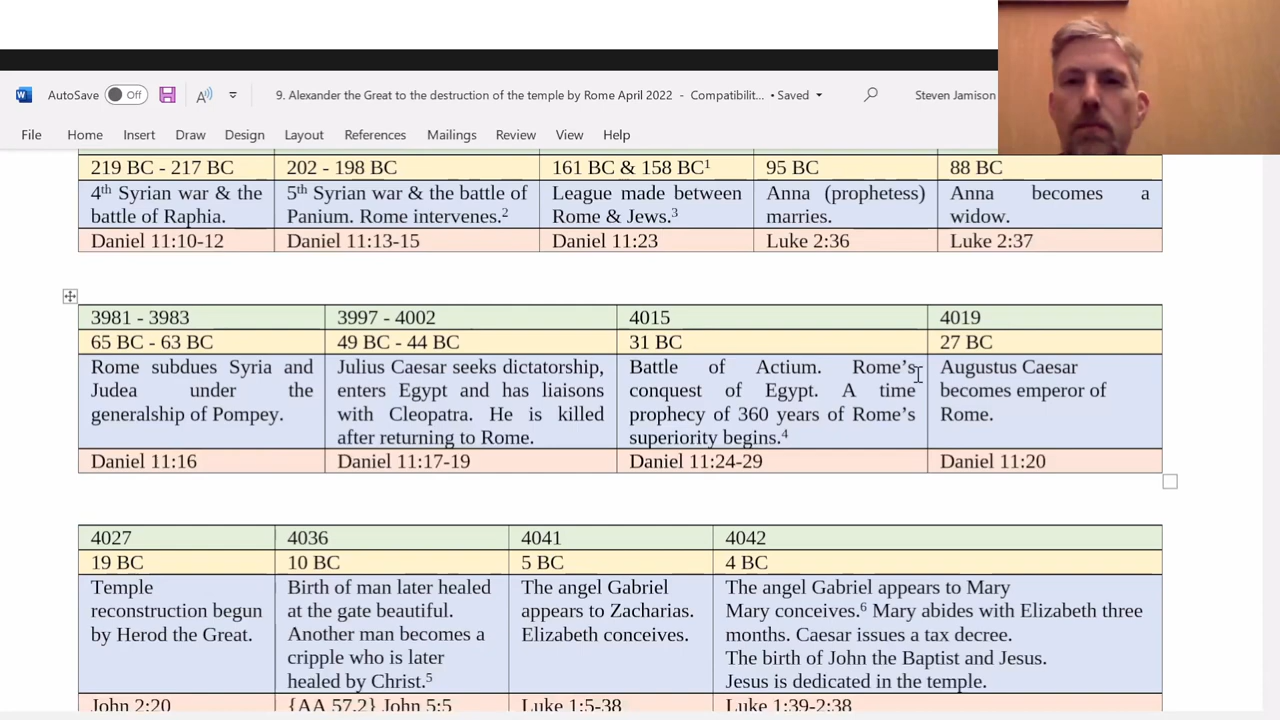 AutoSave Off 9. Alexander the Great to the destruction of the temple by Rome April 2022 - Compatibilit... • Saved Steven Jamison
File Home Insert Draw Design Layout References Mailings Review View Help
219 BC - 217 BC 202 - 198 BC 161 BC & 158 BC¹ 95 BC 88 BC
4th Syrian war & the 5th Syrian war & the battle of League made between Anna (prophetess) Anna becomes a
battle of Raphia. Panium. Rome intervenes.² Rome & Jews.³ marries. widow.
Daniel 11:10-12 Daniel 11:13-15 Daniel 11:23 Luke 2:36 Luke 2:37
3981 - 3983 3997 - 4002 4015 4019
65 BC - 63 BC 49 BC - 44 BC 31 BC 27 BC
Rome subdues Syria and Julius Caesar seeks dictatorship, Battle of Actium. Rome's Augustus Caesar
Judea under the enters Egypt and has liaisons conquest of Egypt. A time becomes emperor of
generalship of Pompey. with Cleopatra. He is killed prophecy of 360 years of Rome's Rome.
after returning to Rome. superiority begins.⁴
Daniel 11:16 Daniel 11:17-19 Daniel 11:24-29 Daniel 11:20
4027 4036 4041 4042
19 BC 10 BC 5 BC 4 BC
Temple Birth of man later healed The angel Gabriel The angel Gabriel appears to Mary
reconstruction begun at the gate beautiful. appears to Zacharias. Mary conceives.⁶ Mary abides with Elizabeth three
by Herod the Great. Another man becomes a Elizabeth conceives. months. Caesar issues a tax decree.
cripple who is later The birth of John the Baptist and Jesus.
healed by Christ.⁵ Jesus is dedicated in the temple.
John 2:20 {AA 57.2} John 5:5 Luke 1:5-38 Luke 1:39-2:38